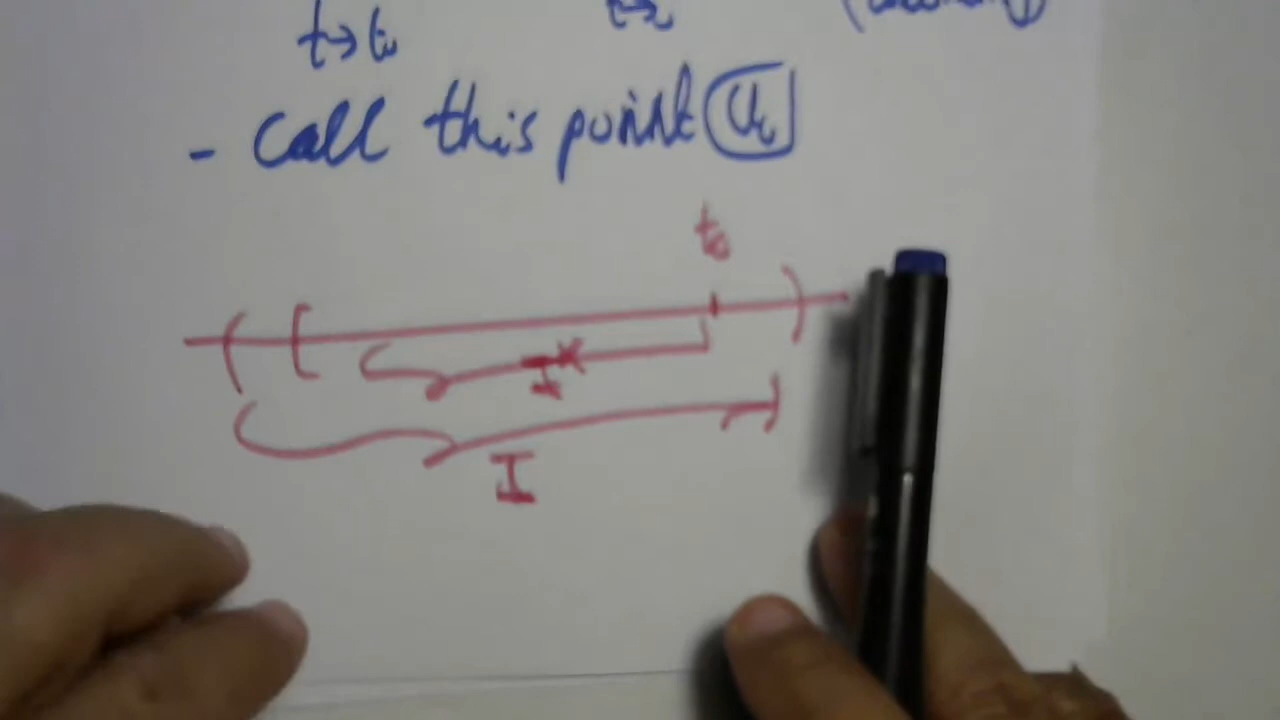 t→t₀
- call this point U₀
t₀
I*
I